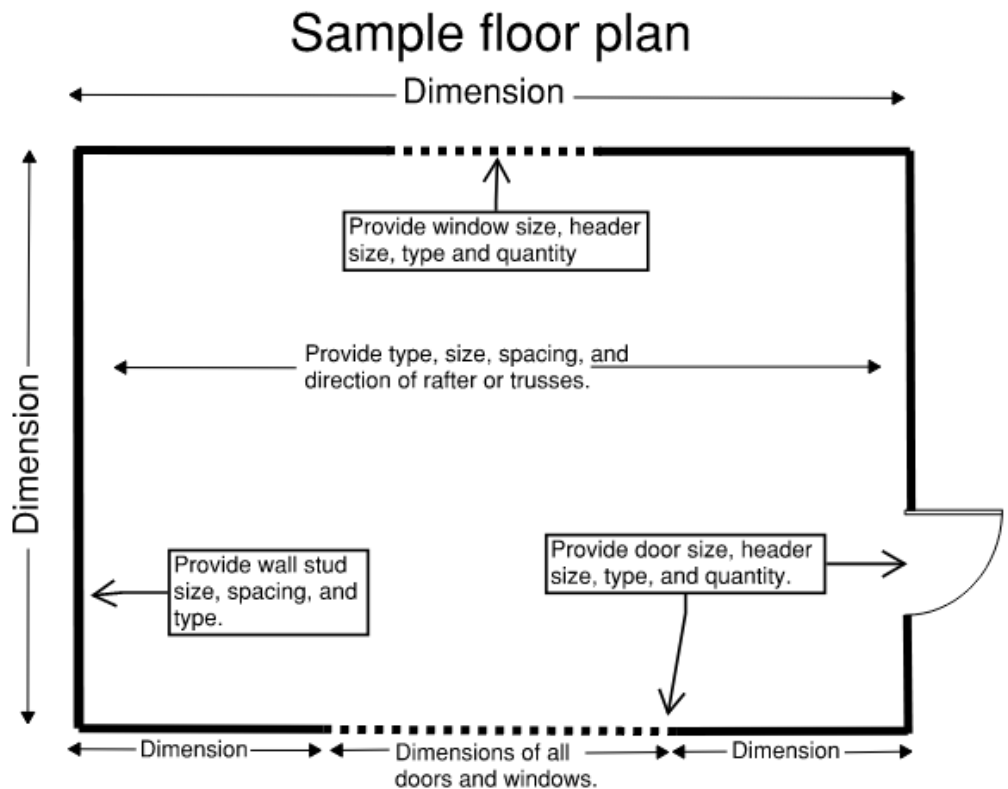 Sample floor plan
Dimension
Provide window size, header
size, type and quantity
Provide type, size, spacing, and
direction of rafter or trusses.
Dimension
Provide wall stud
size, spacing, and
type.
Provide door size, header
size, type, and quantity.
Dimension
Dimensions of all
doors and windows.
Dimension